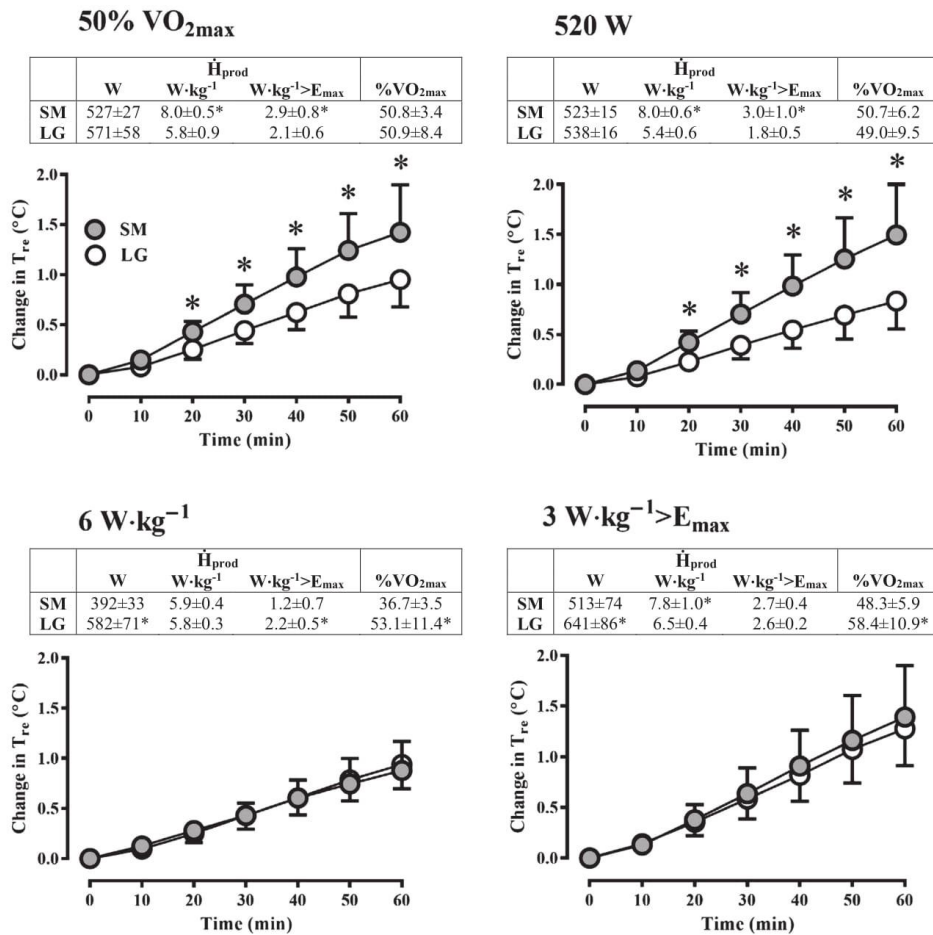 50% VO2max
Ḣprod
W W·kg-1 W·kg-1>Emax %VO2max
SM 527±27 8.0±0.5* 2.9±0.8* 50.8±3.4
LG 571±58 5.8±0.9 2.1±0.6 50.9±8.4
2.0
1.5
1.0
0.5
0.0
Change in Tre (°C)
* * * * *
SM
LG
0 10 20 30 40 50 60
Time (min)
520 W
Ḣprod
W W·kg-1 W·kg-1>Emax %VO2max
SM 523±15 8.0±0.6* 3.0±1.0* 50.7±6.2
LG 538±16 5.4±0.6 1.8±0.5 49.0±9.5
2.0
1.5
1.0
0.5
0.0
Change in Tre (°C)
* * * * *
0 10 20 30 40 50 60
Time (min)
6 W·kg−1
Ḣprod
W W·kg-1 W·kg-1>Emax %VO2max
SM 392±33 5.9±0.4 1.2±0.7 36.7±3.5
LG 582±71* 5.8±0.3 2.2±0.5* 53.1±11.4*
2.0
1.5
1.0
0.5
0.0
Change in Tre (°C)
0 10 20 30 40 50 60
Time (min)
3 W·kg−1>Emax
Ḣprod
W W·kg-1 W·kg-1>Emax %VO2max
SM 513±74 7.8±1.0* 2.7±0.4 48.3±5.9
LG 641±86* 6.5±0.4 2.6±0.2 58.4±10.9*
2.0
1.5
1.0
0.5
0.0
Change in Tre (°C)
0 10 20 30 40 50 60
Time (min)